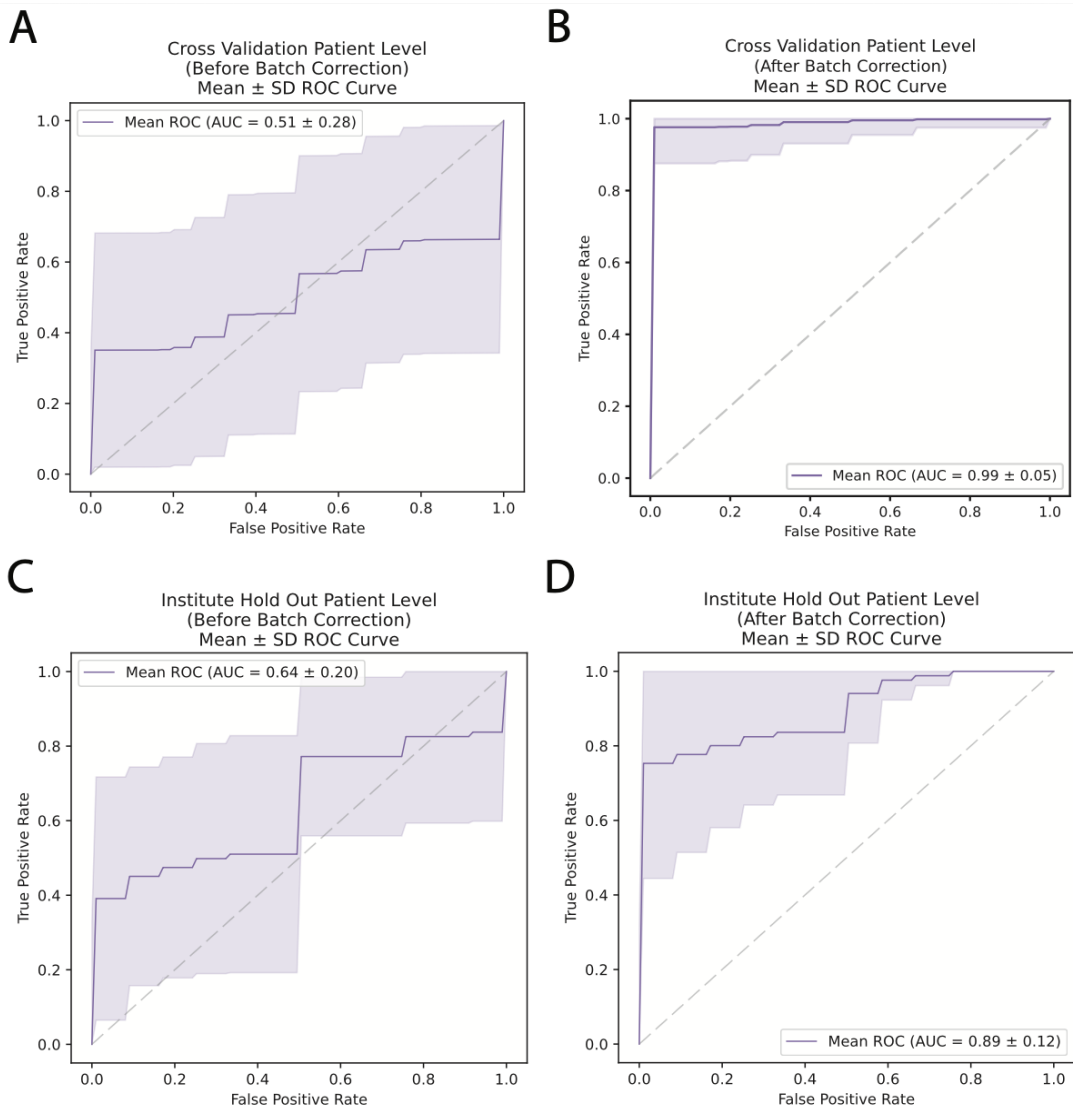 A
Cross Validation Patient Level
(Before Batch Correction)
Mean ± SD ROC Curve
Mean ROC (AUC = 0.51 ± 0.28)
1.0
0.8
0.6
0.4
0.2
0.0
True Positive Rate
0.0 0.2 0.4 0.6 0.8 1.0
False Positive Rate
B
Cross Validation Patient Level
(After Batch Correction)
Mean ± SD ROC Curve
1.0
0.8
0.6
0.4
0.2
0.0
True Positive Rate
Mean ROC (AUC = 0.99 ± 0.05)
0.0 0.2 0.4 0.6 0.8 1.0
False Positive Rate
C
Institute Hold Out Patient Level
(Before Batch Correction)
Mean ± SD ROC Curve
Mean ROC (AUC = 0.64 ± 0.20)
1.0
0.8
0.6
0.4
0.2
0.0
True Positive Rate
0.0 0.2 0.4 0.6 0.8 1.0
False Positive Rate
D
Institute Hold Out Patient Level
(After Batch Correction)
Mean ± SD ROC Curve
1.0
0.8
0.6
0.4
0.2
0.0
True Positive Rate
Mean ROC (AUC = 0.89 ± 0.12)
0.0 0.2 0.4 0.6 0.8 1.0
False Positive Rate